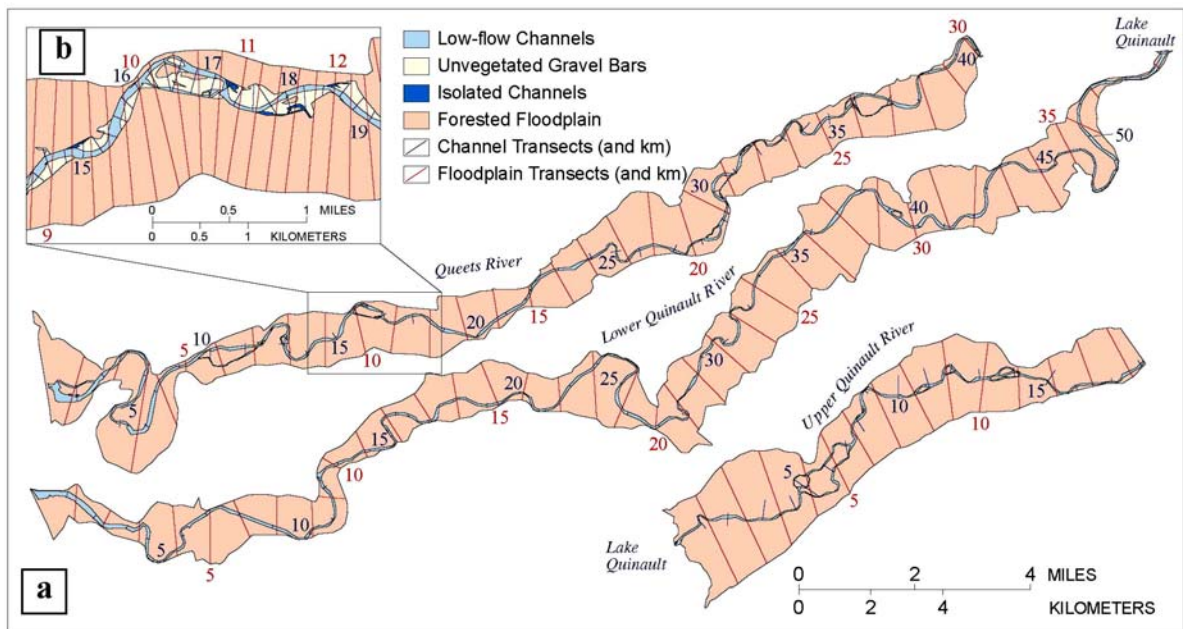 b
10
11
12
16
17
18
15
19
9
0 0.5 1 MILES
0 0.5 1 KILOMETERS
Low-flow Channels
Unvegetated Gravel Bars
Isolated Channels
Forested Floodplain
Channel Transects (and km)
Floodplain Transects (and km)
30
40
Lake
Quinault
35
25
35
50
45
30
40
30
Queets River
25
20
35
Lower Quinault River
25
20
15
10
5
15
10
30
5
25
20
15
20
15
10
Upper Quinault River
10
15
10
5
5
10
5
5
Lake
Quinault
a
0 2 4 MILES
0 2 4 KILOMETERS